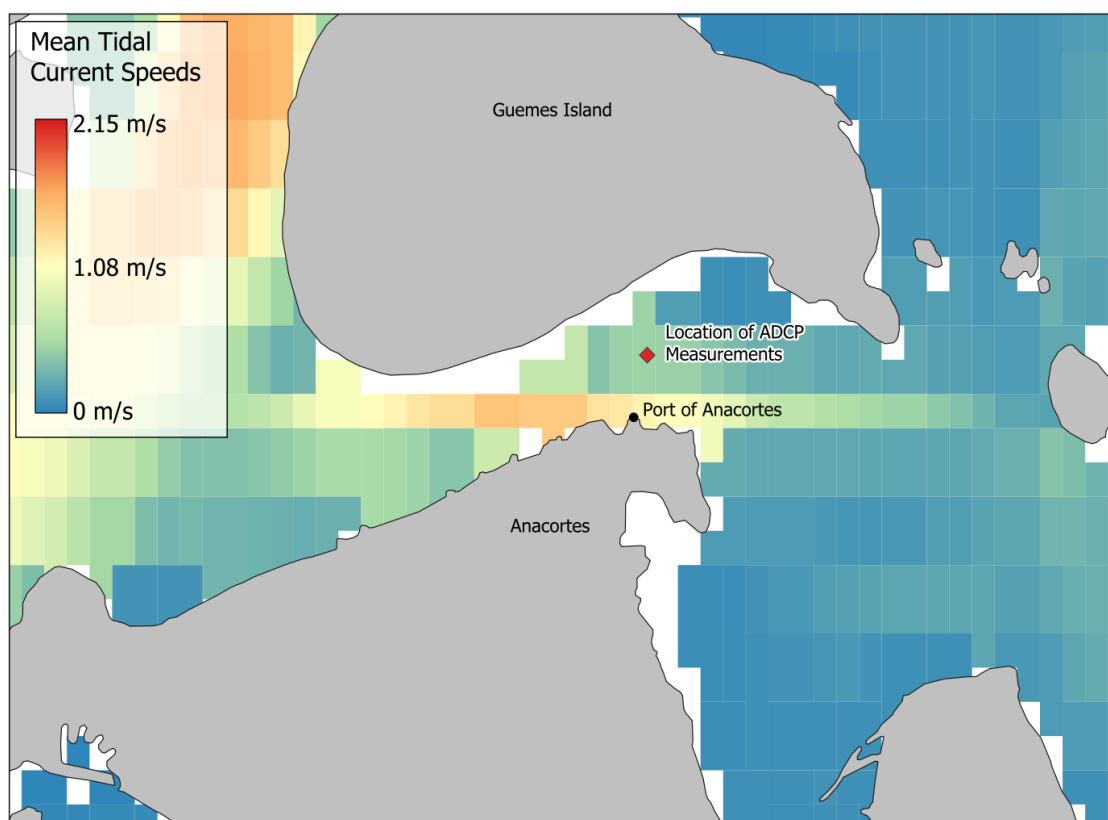 Mean Tidal
Current Speeds
2.15 m/s
1.08 m/s
0 m/s
Guemes Island
Location of ADCP
Measurements
Port of Anacortes
Anacortes